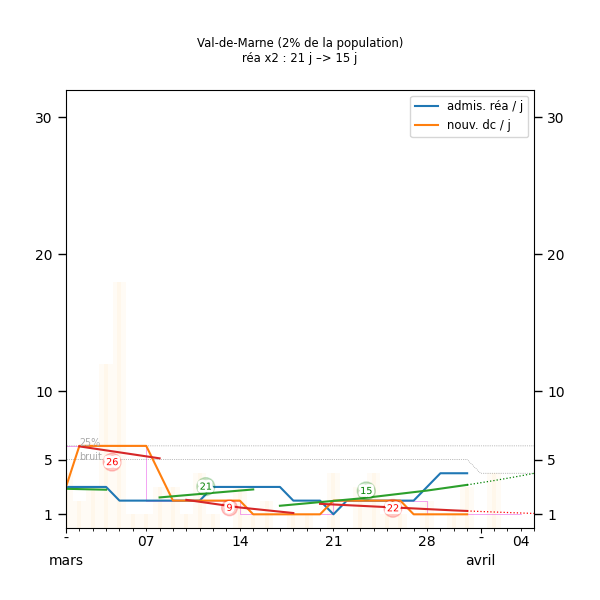 Val-de-Marne (2% de la population)
réa x2 : 21 j –> 15 j
admis. réa / j
nouv. dc / j
30 30
20 20
10 10
25%
bruit
5 5
26
21
15
9
22
1 1
- 07 14 21 28 - 04
mars avril